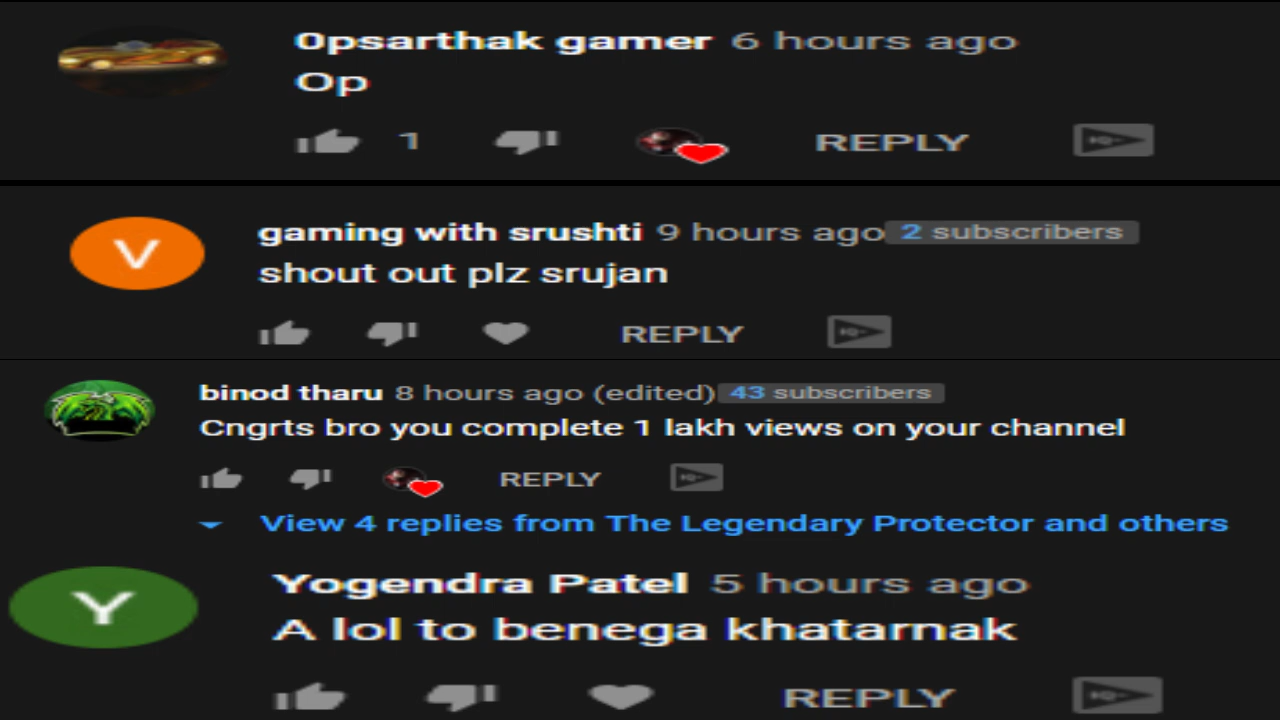 0psarthak gamer 6 hours ago
Op
1 REPLY
gaming with srushti 9 hours ago 2 subscribers
shout out plz srujan
REPLY
binod tharu 8 hours ago (edited) 43 subscribers
Cngrts bro you complete 1 lakh views on your channel
REPLY
View 4 replies from The Legendary Protector and others
Yogendra Patel 5 hours ago
A lol to benega khatarnak
REPLY